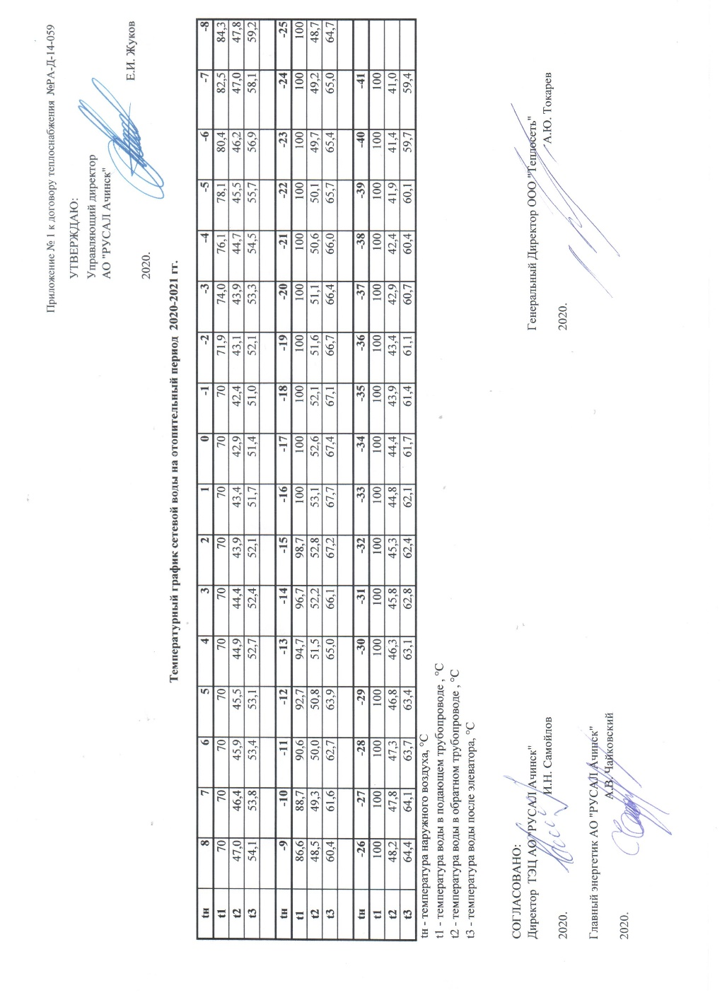 Приложение № 1 к договору теплоснабжения №РА-Д-14-059
УТВЕРЖДАЮ:
Управляющий директор
АО "РУСАЛ Ачинск"
Е.И. Жуков
2020.
Температурный график сетевой воды на отопительный период 2020-2021 гг.
tн 8 7 6 5 4 3 2 1 0 -1 -2 -3 -4 -5 -6 -7 -8
t1 70 70 70 70 70 70 70 70 70 70 71,9 74,0 76,1 78,1 80,4 82,5 84,3
t2 47,0 46,4 45,9 45,5 44,9 44,4 43,9 43,4 42,9 42,4 43,1 43,9 44,7 45,5 46,2 47,0 47,8
t3 54,1 53,8 53,4 53,1 52,7 52,4 52,1 51,7 51,4 51,0 52,1 53,3 54,5 55,7 56,9 58,1 59,2
tн -9 -10 -11 -12 -13 -14 -15 -16 -17 -18 -19 -20 -21 -22 -23 -24 -25
t1 86,6 88,7 90,6 92,7 94,7 96,7 98,7 100 100 100 100 100 100 100 100 100 100
t2 48,5 49,3 50,0 50,8 51,5 52,2 52,8 53,1 52,6 52,1 51,6 51,1 50,6 50,1 49,7 49,2 48,7
t3 60,4 61,6 62,7 63,9 65,0 66,1 67,2 67,7 67,4 67,1 66,7 66,4 66,0 65,7 65,4 65,0 64,7
tн -26 -27 -28 -29 -30 -31 -32 -33 -34 -35 -36 -37 -38 -39 -40 -41
t1 100 100 100 100 100 100 100 100 100 100 100 100 100 100 100 100
t2 48,2 47,8 47,3 46,8 46,3 45,8 45,3 44,8 44,4 43,9 43,4 42,9 42,4 41,9 41,4 41,0
t3 64,4 64,1 63,7 63,4 63,1 62,8 62,4 62,1 61,7 61,4 61,1 60,7 60,4 60,1 59,7 59,4
tн - температура наружного воздуха, °С
t1 - температура воды в подающем трубопроводе , °С
t2 - температура воды в обратном трубопроводе , °С
t3 - температура воды после элеватора, °С
СОГЛАСОВАНО:
Директор ТЭЦ АО "РУСАЛ Ачинск"
И.Н. Самойлов
2020.
Главный энергетик АО "РУСАЛ Ачинск"
А.В. Чайковский
2020.
Генеральный Директор ООО "Теплосеть"
А.Ю. Токарев
2020.